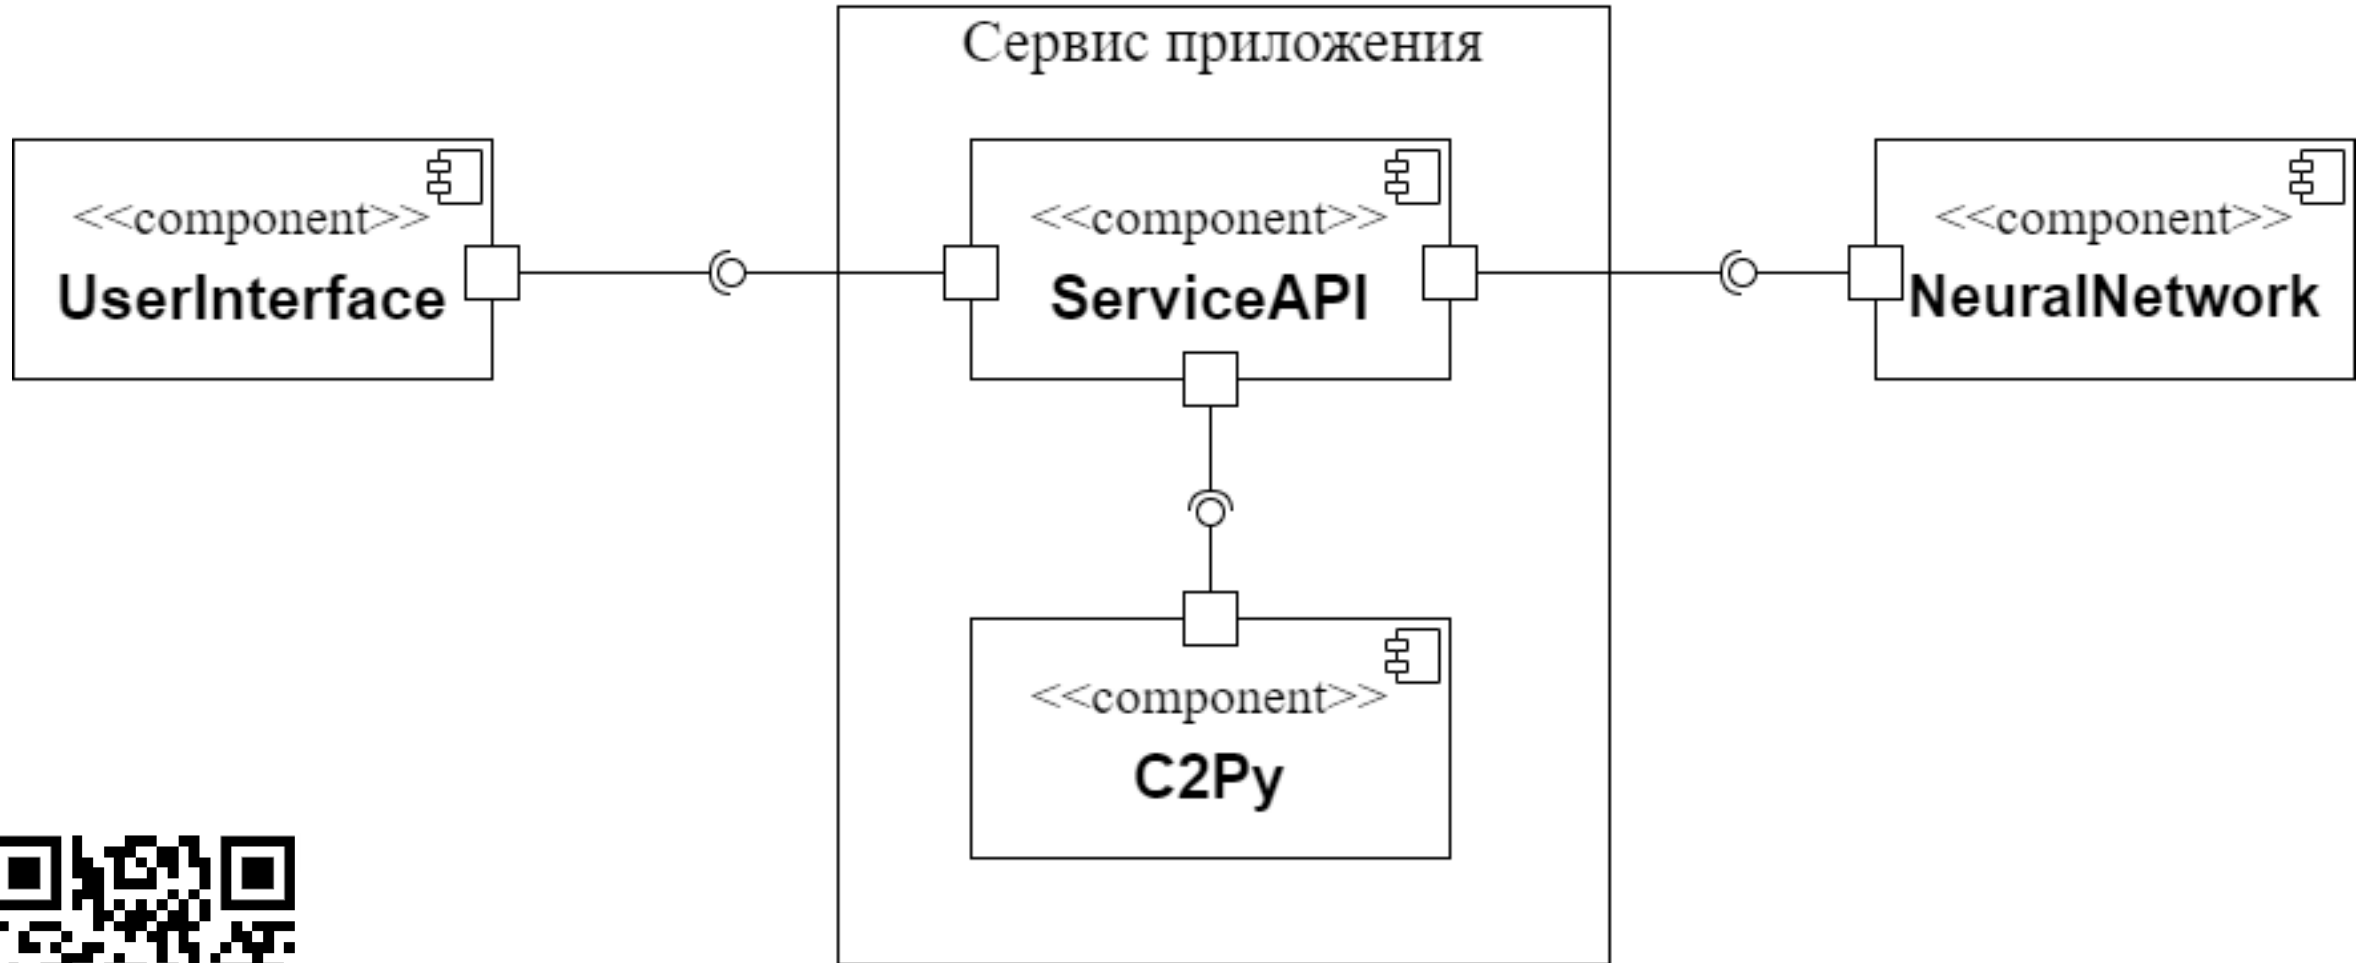 Сервис приложения
<<component>>
UserInterface
<<component>>
ServiceAPI
<<component>>
NeuralNetwork
<<component>>
C2Py